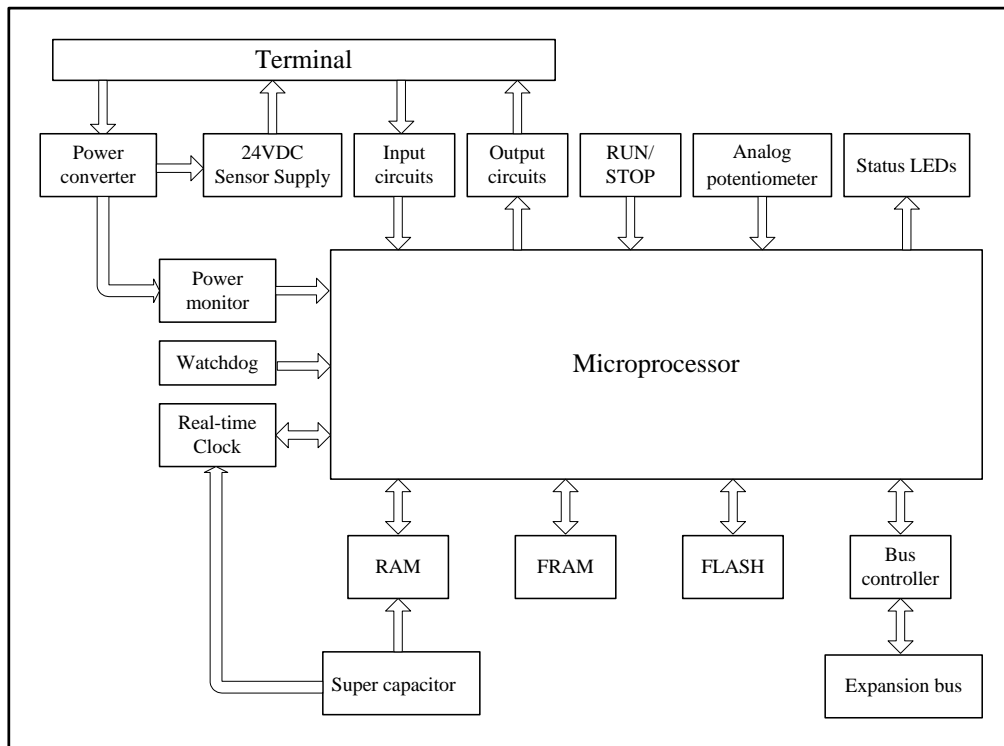 Terminal
Power
converter
24VDC
Sensor Supply
Input
circuits
Output
circuits
RUN/
STOP
Analog
potentiometer
Status LEDs
Power
monitor
Watchdog
Real-time
Clock
Microprocessor
RAM
FRAM
FLASH
Bus
controller
Super capacitor
Expansion bus